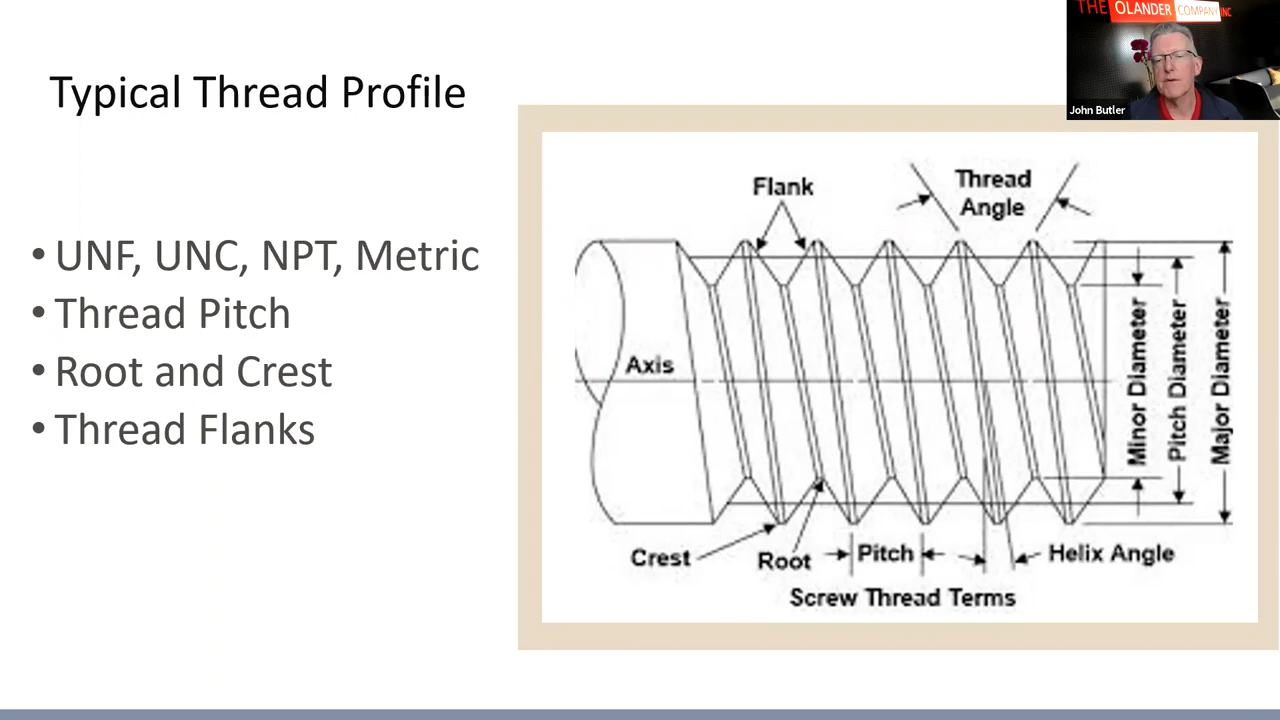 THE OLANDER COMPANY INC
John Butler
Typical Thread Profile
• UNF, UNC, NPT, Metric
• Thread Pitch
• Root and Crest
• Thread Flanks
Flank
Thread
Angle
Axis
Minor Diameter
Pitch Diameter
Major Diameter
Crest
Root
Pitch
Helix Angle
Screw Thread Terms